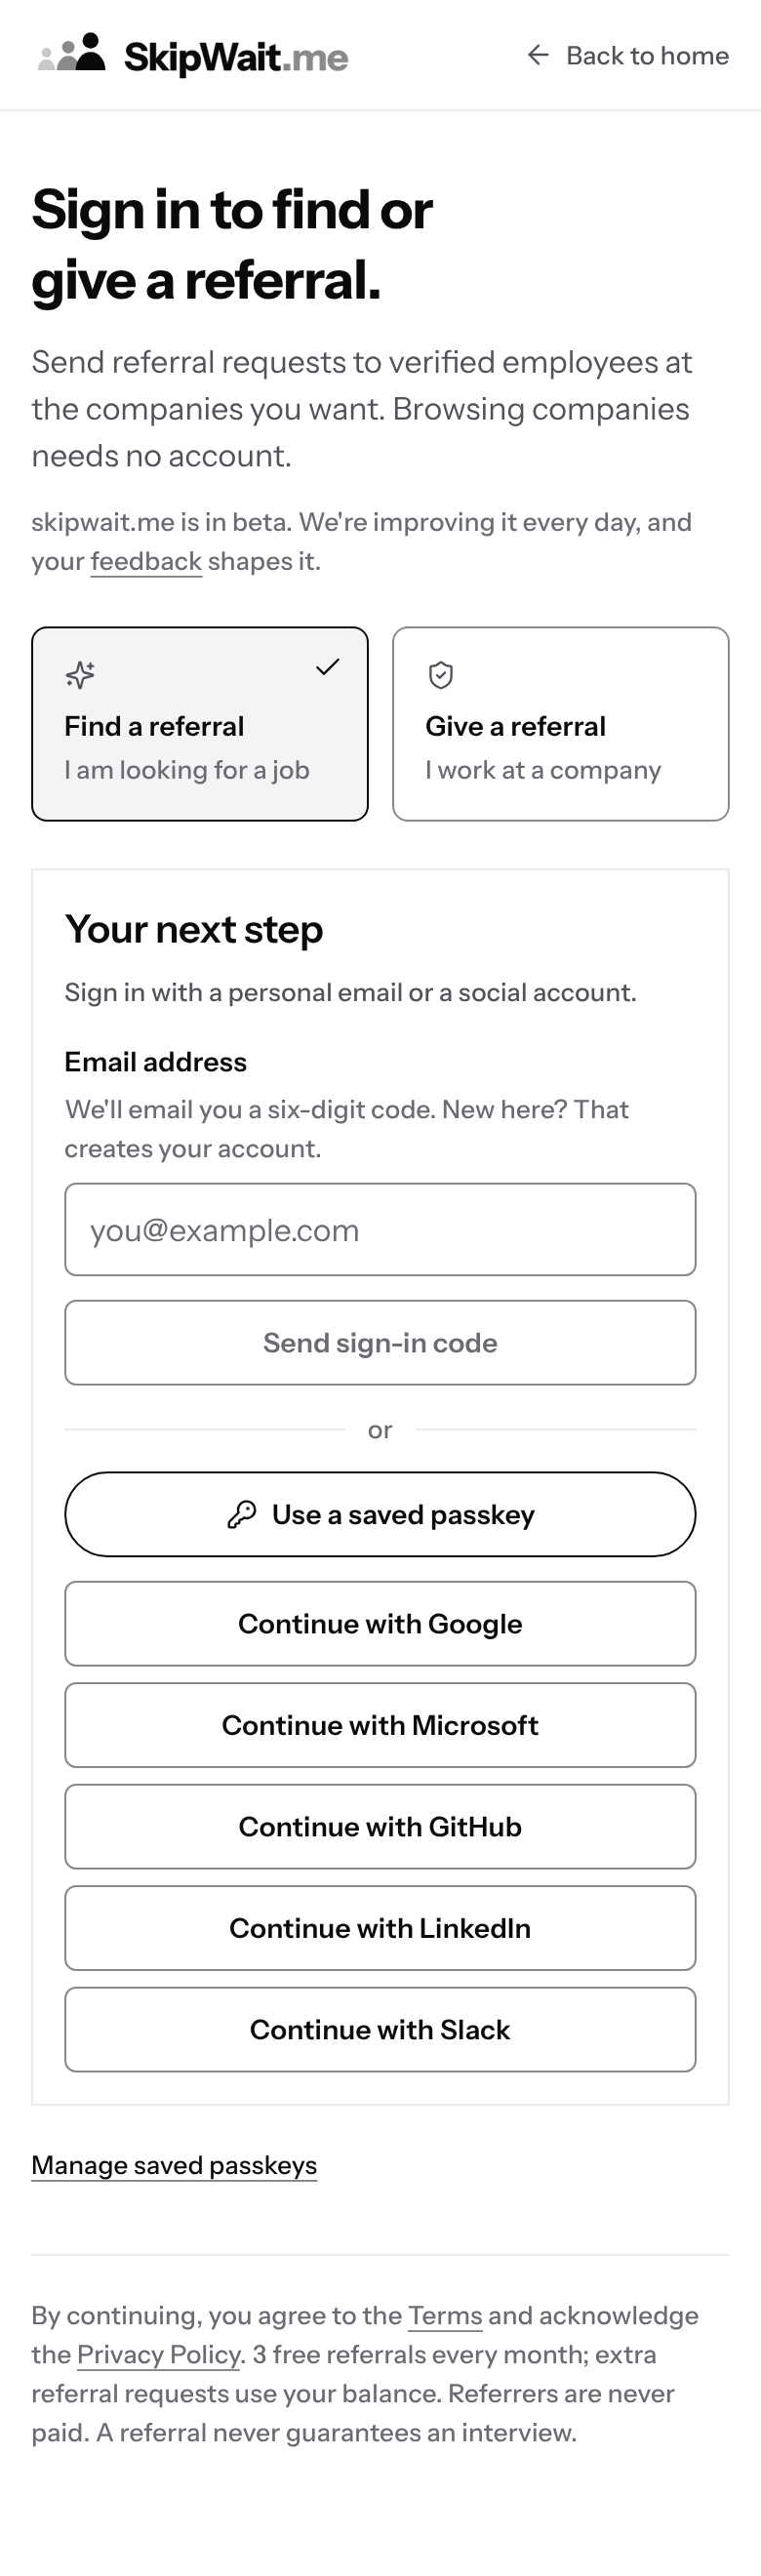 SkipWait.me
Back to home
Sign in to find or
give a referral.
Send referral requests to verified employees at
the companies you want. Browsing companies
needs no account.
skipwait.me is in beta. We're improving it every day, and
your feedback shapes it.
Find a referral
I am looking for a job
Give a referral
I work at a company
Your next step
Sign in with a personal email or a social account.
Email address
We'll email you a six-digit code. New here? That
creates your account.
you@example.com
Send sign-in code
or
Use a saved passkey
Continue with Google
Continue with Microsoft
Continue with GitHub
Continue with LinkedIn
Continue with Slack
Manage saved passkeys
By continuing, you agree to the Terms and acknowledge
the Privacy Policy. 3 free referrals every month; extra
referral requests use your balance. Referrers are never
paid. A referral never guarantees an interview.